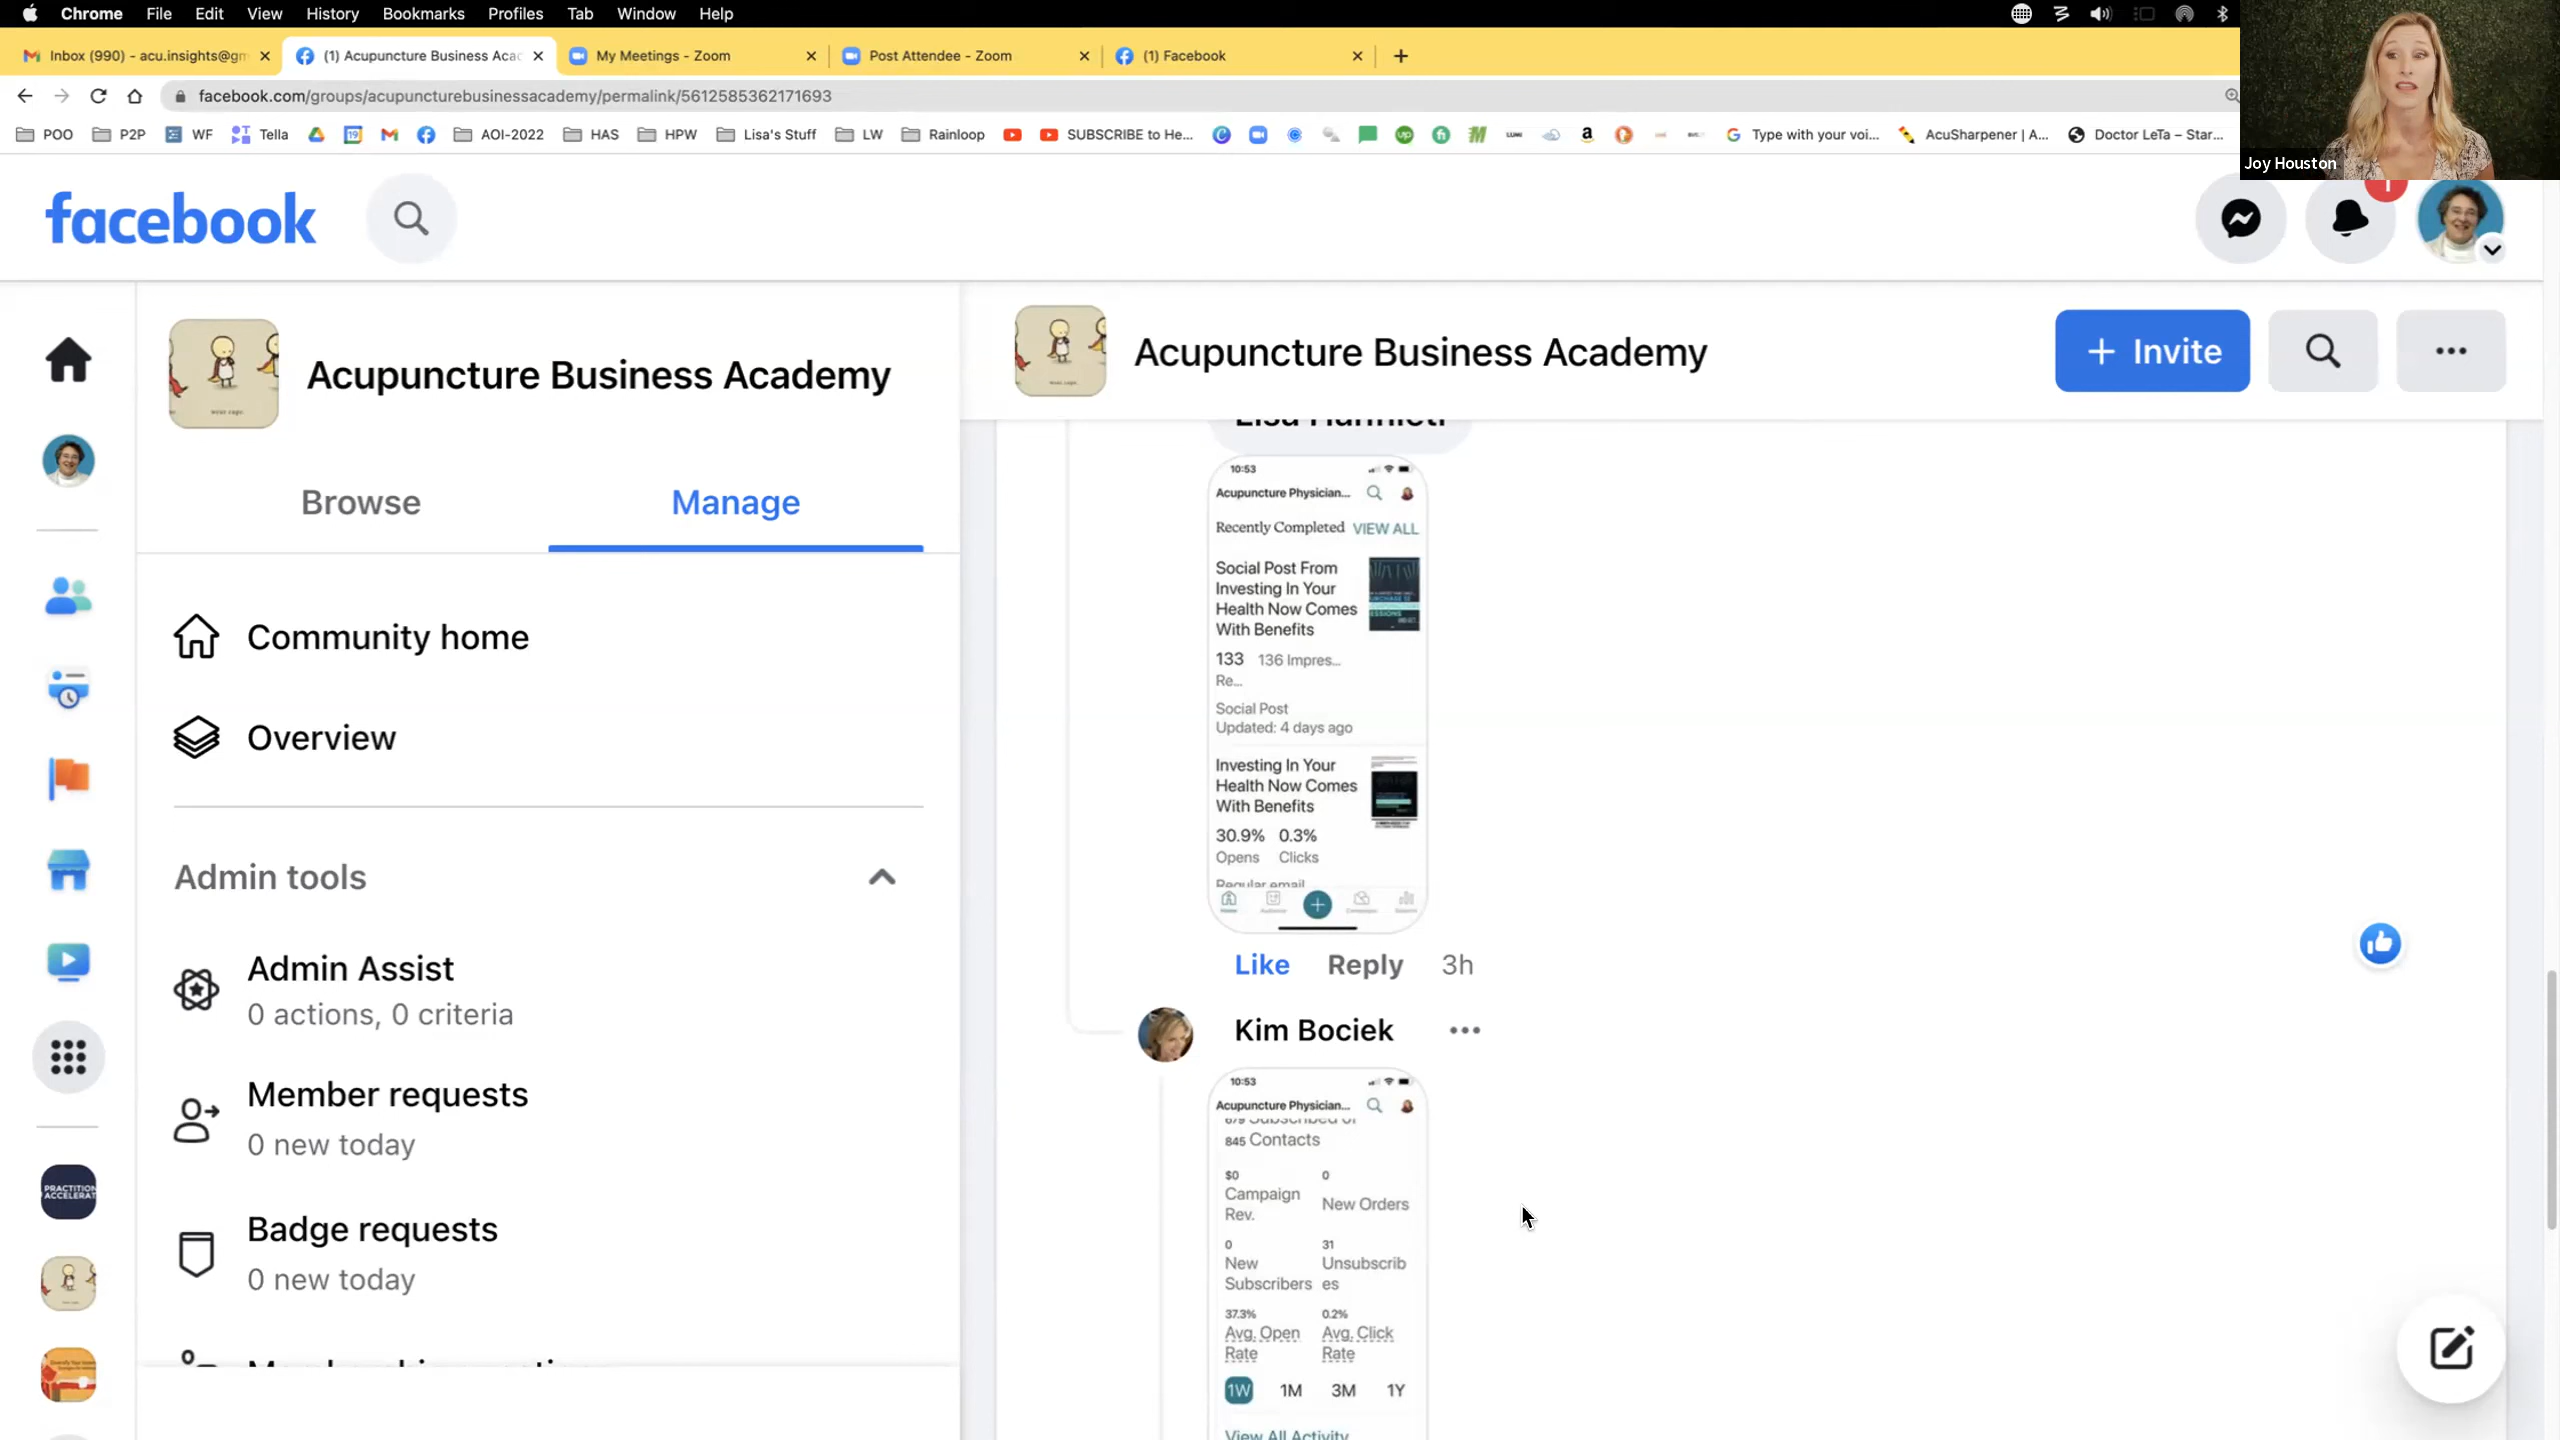 Chrome File Edit View History Bookmarks Profiles Tab Window Help
Inbox (990) - acu.insights@gm
(1) Acupuncture Business Acac
My Meetings - Zoom
Post Attendee - Zoom
(1) Facebook
facebook.com/groups/acupuncturebusinessacademy/permalink/5612585362171693
POO P2P WF Tella AOI-2022 HAS HPW Lisa's Stuff LW Rainloop SUBSCRIBE to He... Type with your voi... AcuSharpener | A... Doctor LeTa – Star...
Joy Houston
facebook
Acupuncture Business Academy
Browse
Manage
Community home
Overview
Admin tools
Admin Assist
0 actions, 0 criteria
Member requests
0 new today
Badge requests
0 new today
PRACTITION
ACCELERAT
Acupuncture Business Academy
+ Invite
10:53
Acupuncture Physician...
Recently Completed VIEW ALL
Social Post From
Investing In Your
Health Now Comes
With Benefits
133 136 Impres...
Re...
Social Post
Updated: 4 days ago
Investing In Your
Health Now Comes
With Benefits
30.9% 0.3%
Opens Clicks
Regular email
Like Reply 3h
Kim Bociek
10:53
Acupuncture Physician...
679 Subscribed of
845 Contacts
$0 0
Campaign
Rev.
New Orders
0 31
New
Subscribers
Unsubscrib
es
37.3% 0.2%
Avg. Open
Rate
Avg. Click
Rate
1W 1M 3M 1Y
View All Activity